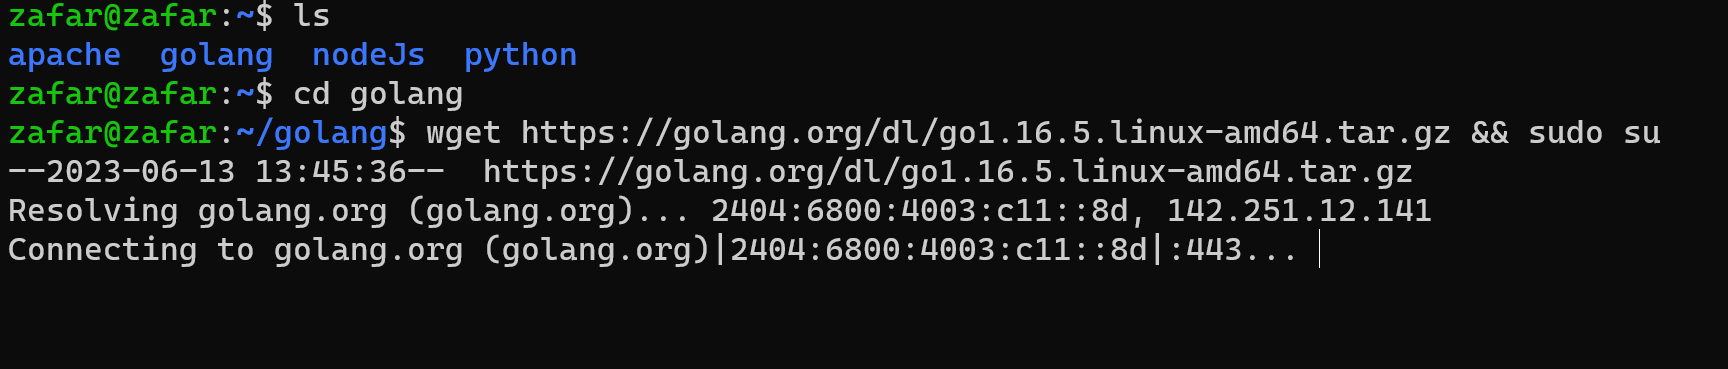 zafar@zafar:~$ ls
apache  golang  nodeJs  python
zafar@zafar:~$ cd golang
zafar@zafar:~/golang$ wget https://golang.org/dl/go1.16.5.linux-amd64.tar.gz && sudo su
--2023-06-13 13:45:36--  https://golang.org/dl/go1.16.5.linux-amd64.tar.gz
Resolving golang.org (golang.org)... 2404:6800:4003:c11::8d, 142.251.12.141
Connecting to golang.org (golang.org)|2404:6800:4003:c11::8d|:443...